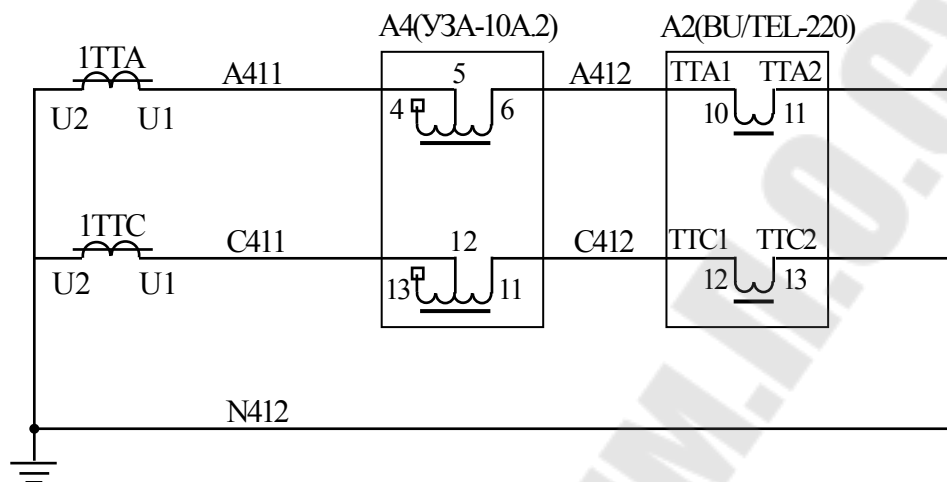 A4(УЗА-10А.2) A2(BU/TEL-220)
1TTA A411 5 A412 TTA1 TTA2
U2 U1 4 6 10 11
1TTC C411 12 C412 TTC1 TTC2
U2 U1 13 11 12 13
N412